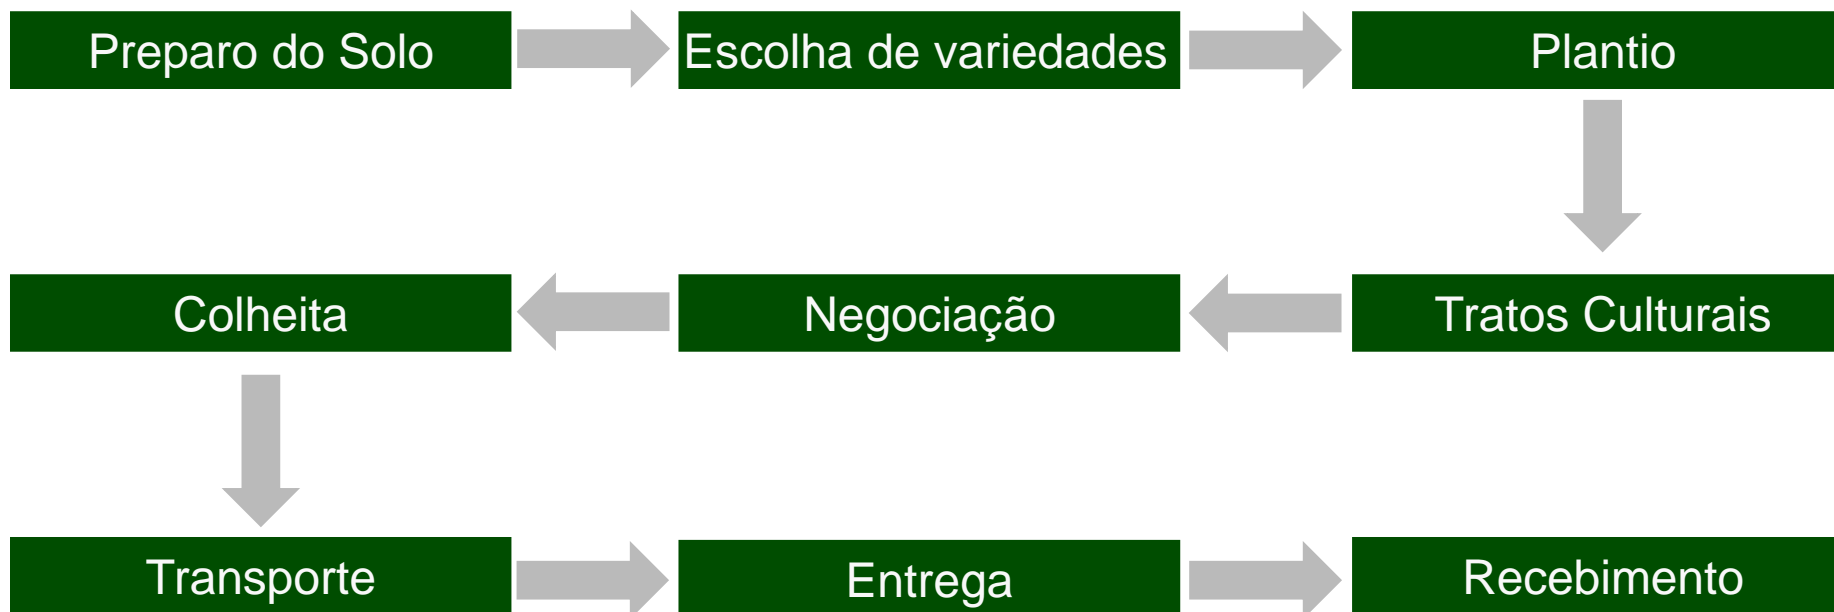 Preparo do Solo
Escolha de variedades
Plantio
Tratos Culturais
Negociação
Colheita
Transporte
Entrega
Recebimento